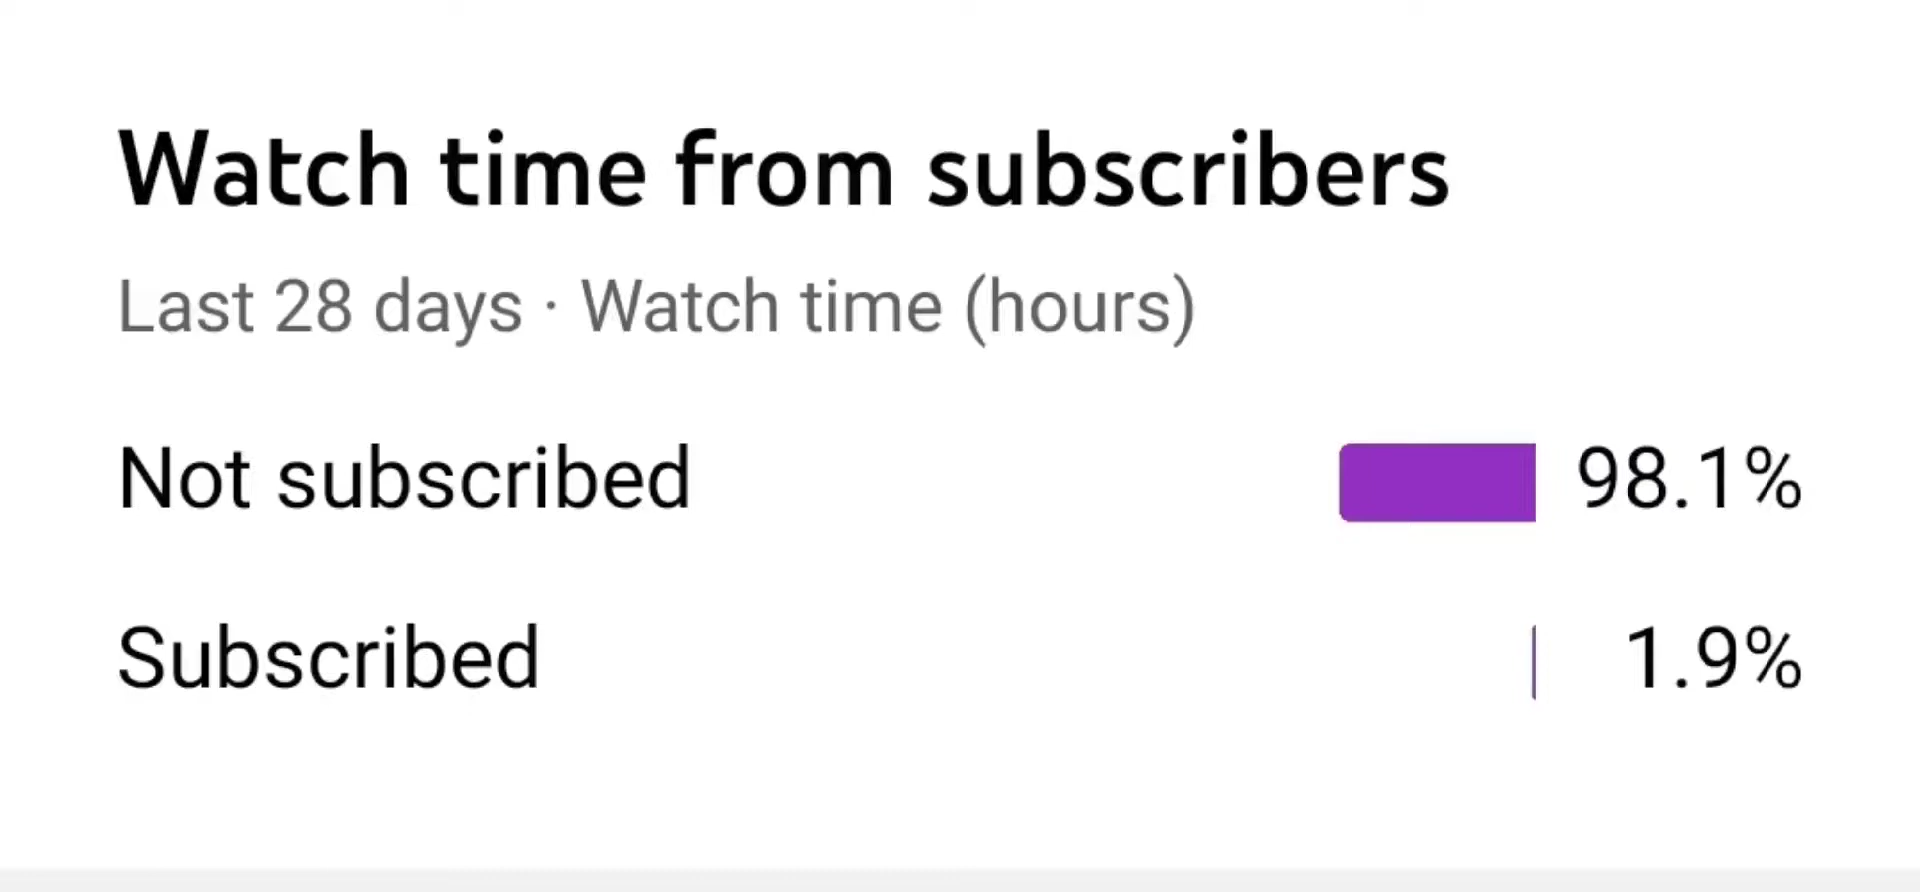 Watch time from subscribers
Last 28 days · Watch time (hours)
Not subscribed 98.1%
Subscribed 1.9%